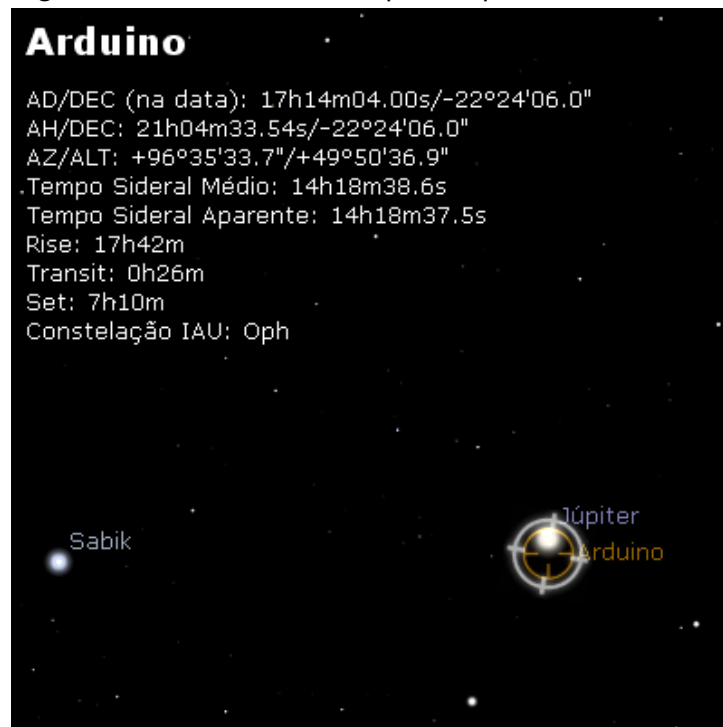 Arduino
AD/DEC (na data): 17h14m04.00s/-22°24'06.0"
AH/DEC: 21h04m33.54s/-22°24'06.0"
AZ/ALT: +96°35'33.7"/+49°50'36.9"
Tempo Sideral Médio: 14h18m38.6s
Tempo Sideral Aparente: 14h18m37.5s
Rise: 17h42m
Transit: 0h26m
Set: 7h10m
Constelação IAU: Oph
Júpiter
Sabik
Arduino